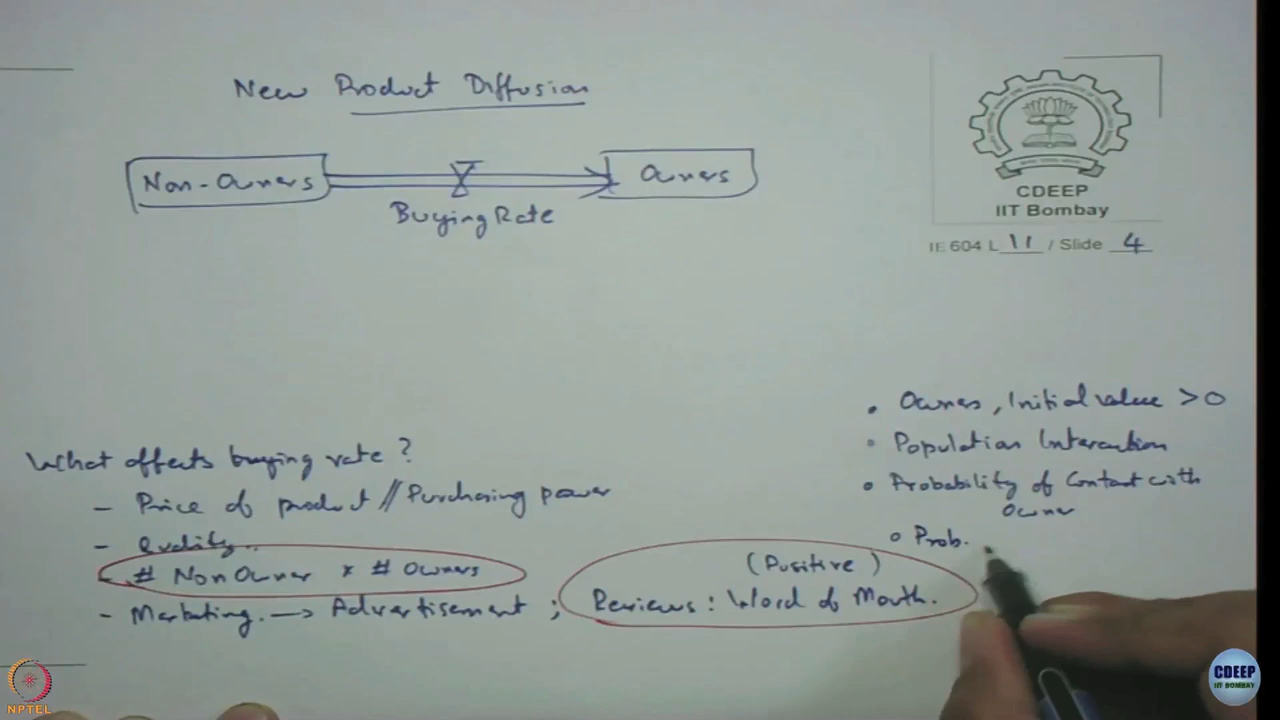 New Product Diffusion
Non-Owners
Owners
Buying Rate
CDEEP
IIT Bombay
IE 604 L 11 / Slide 4
What affects buying rate?
- Price of product // Purchasing power
- Quality..
- # Non Owner * # Owners
- Marketing. → Advertisement ; Reviews : Word of Mouth.
(Positive)
• Owners, Initial value > 0
• Population Interaction
• Probability of Contact with
Owner
• Prob.
NPTEL
CDEEP
IIT BOMBAY